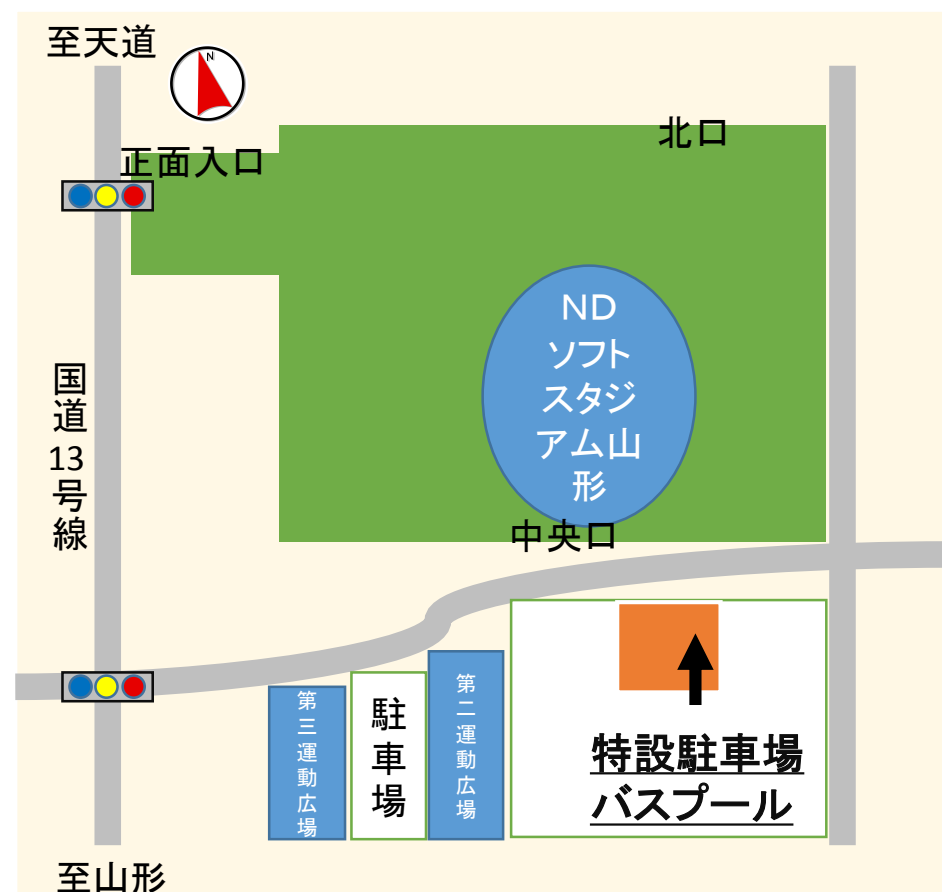 至天道
N
正面入口
北口
ND
ソフト
スタジ
アム山
形
国道13号線
中央口
第三運動広場
駐車場
第二運動広場
特設駐車場
バスプール
至山形